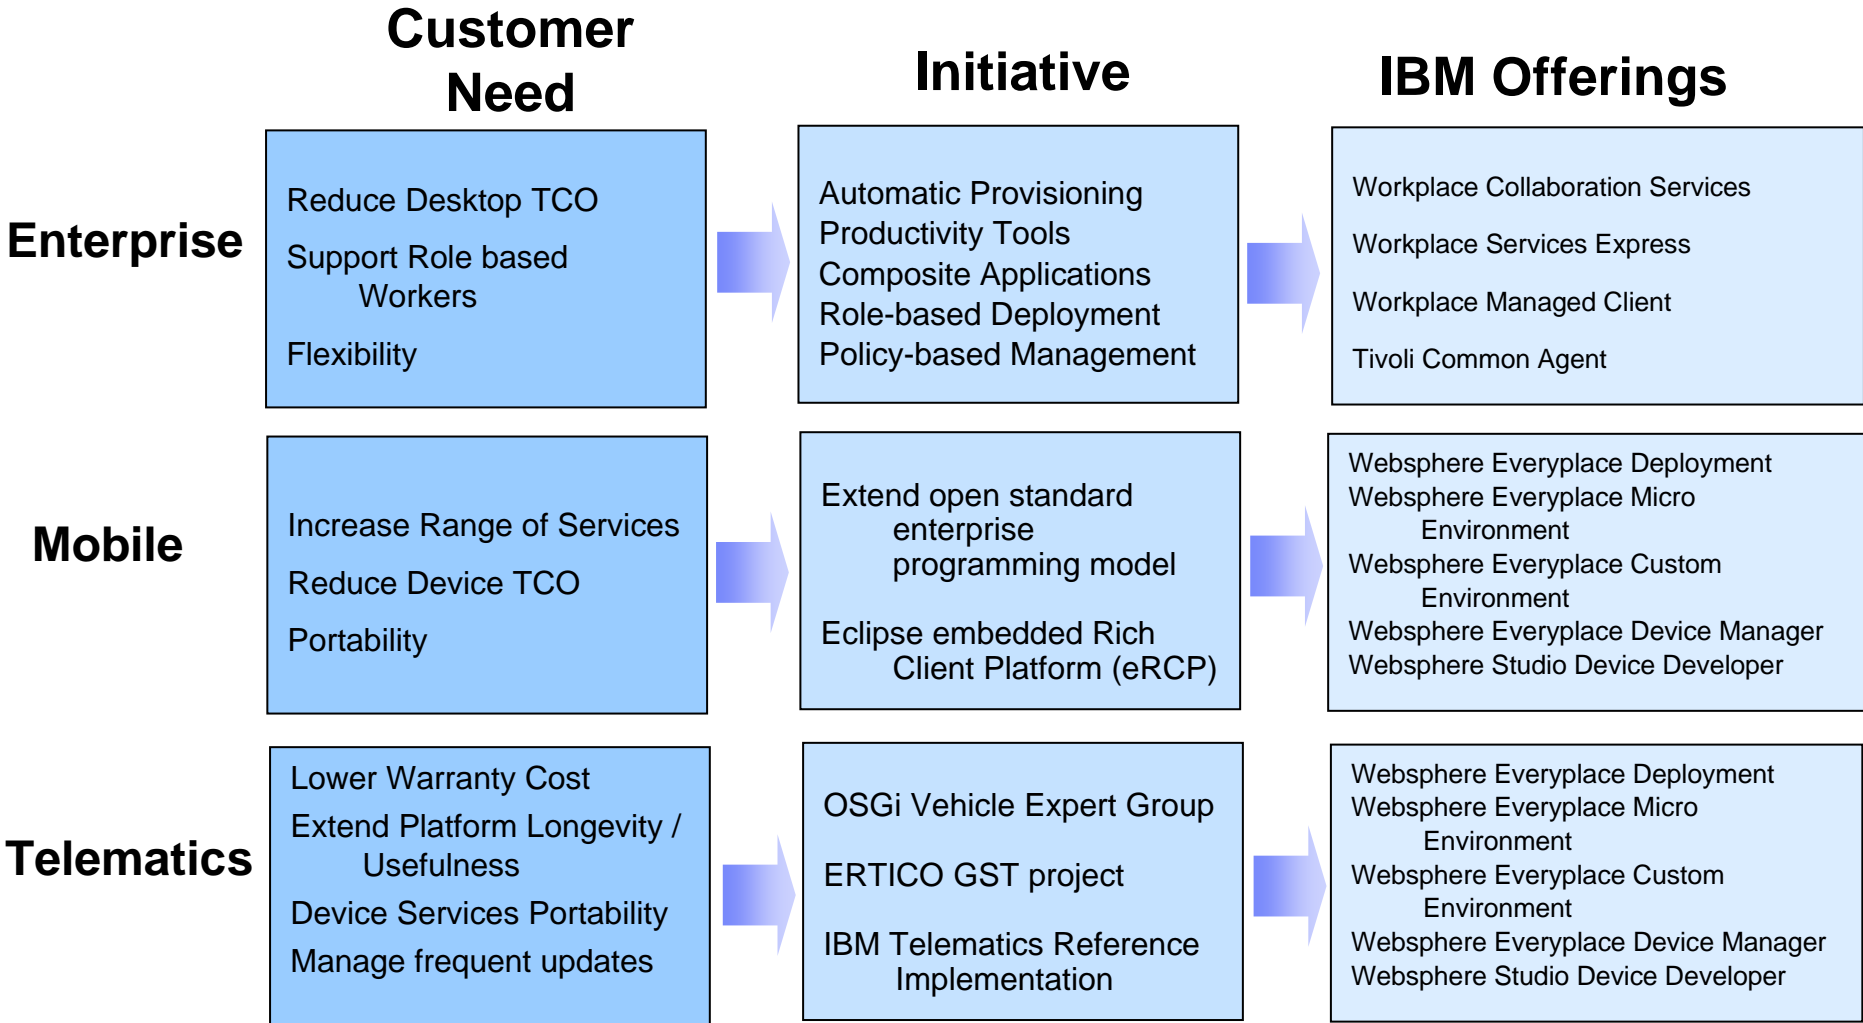 Customer
Need
Initiative
IBM Offerings
Enterprise
Reduce Desktop TCO
Support Role based
Workers
Flexibility
Automatic Provisioning
Productivity Tools
Composite Applications
Role-based Deployment
Policy-based Management
Workplace Collaboration Services
Workplace Services Express
Workplace Managed Client
Tivoli Common Agent
Mobile
Increase Range of Services
Reduce Device TCO
Portability
Extend open standard
enterprise
programming model
Eclipse embedded Rich
Client Platform (eRCP)
Websphere Everyplace Deployment
Websphere Everyplace Micro
Environment
Websphere Everyplace Custom
Environment
Websphere Everyplace Device Manager
Websphere Studio Device Developer
Telematics
Lower Warranty Cost
Extend Platform Longevity /
Usefulness
Device Services Portability
Manage frequent updates
OSGi Vehicle Expert Group
ERTICO GST project
IBM Telematics Reference
Implementation
Websphere Everyplace Deployment
Websphere Everyplace Micro
Environment
Websphere Everyplace Custom
Environment
Websphere Everyplace Device Manager
Websphere Studio Device Developer